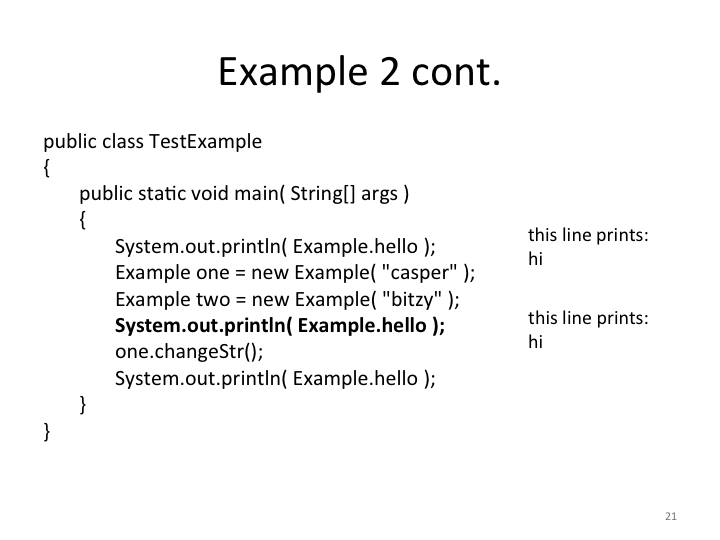 Example 2 cont.
public class TestExample
{
public static void main( String[] args )
{
System.out.println( Example.hello );
Example one = new Example( "casper" );
Example two = new Example( "bitzy" );
System.out.println( Example.hello );
one.changeStr();
System.out.println( Example.hello );
}
}
this line prints:
hi
this line prints:
hi
21